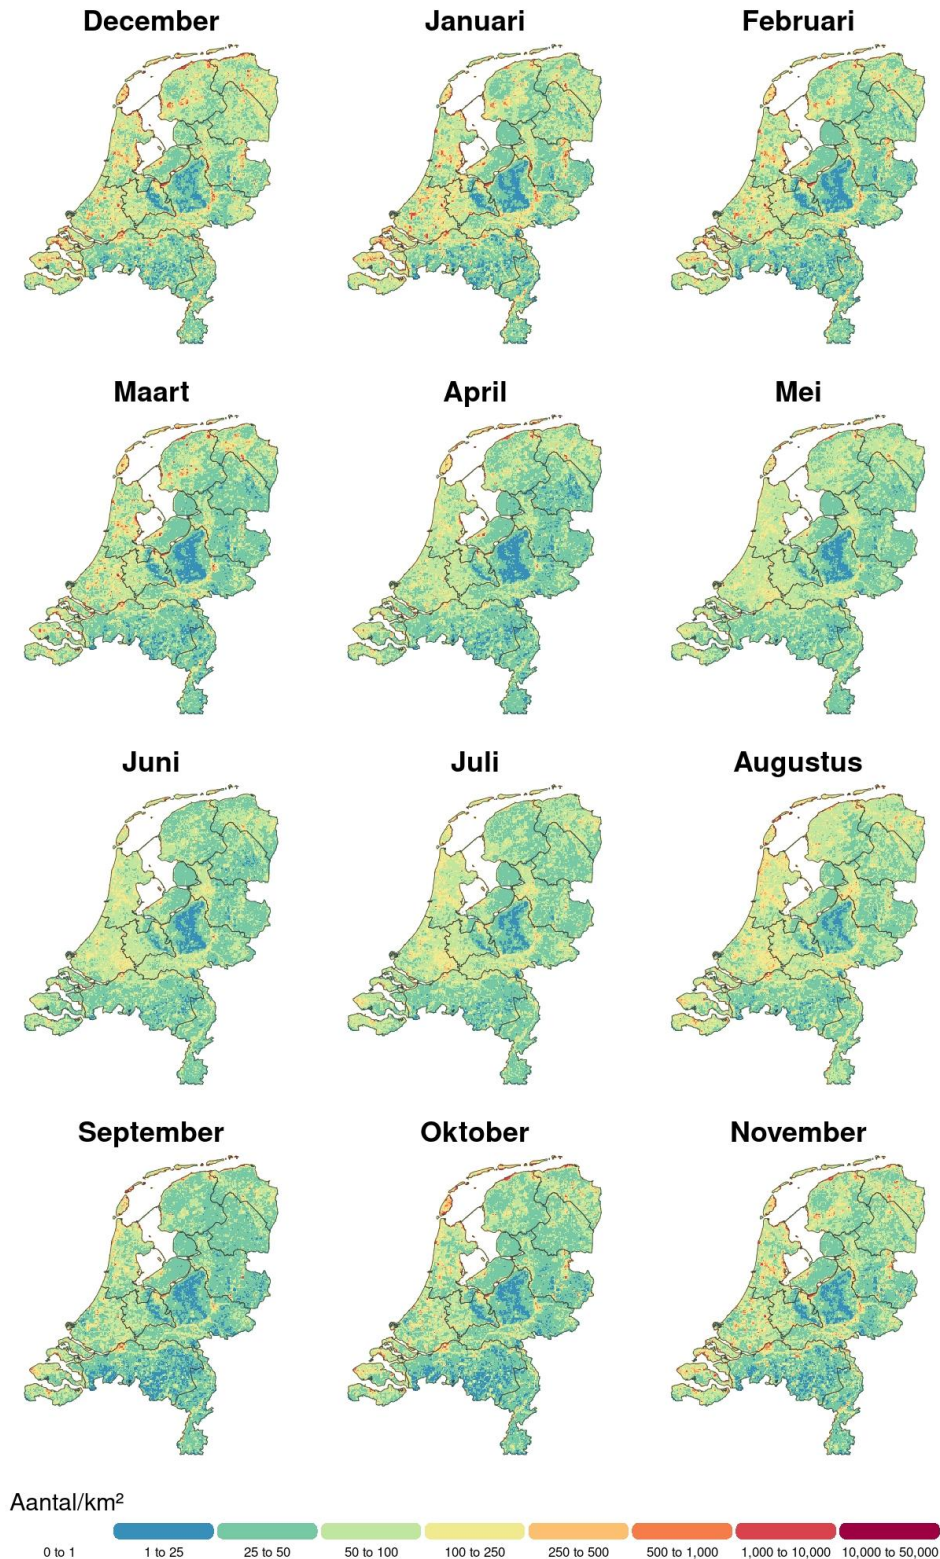 December Januari Februari
Maart April Mei
Juni Juli Augustus
September Oktober November
Aantal/km²
0 to 1 1 to 25 25 to 50 50 to 100 100 to 250 250 to 500 500 to 1,000 1,000 to 10,000 10,000 to 50,000